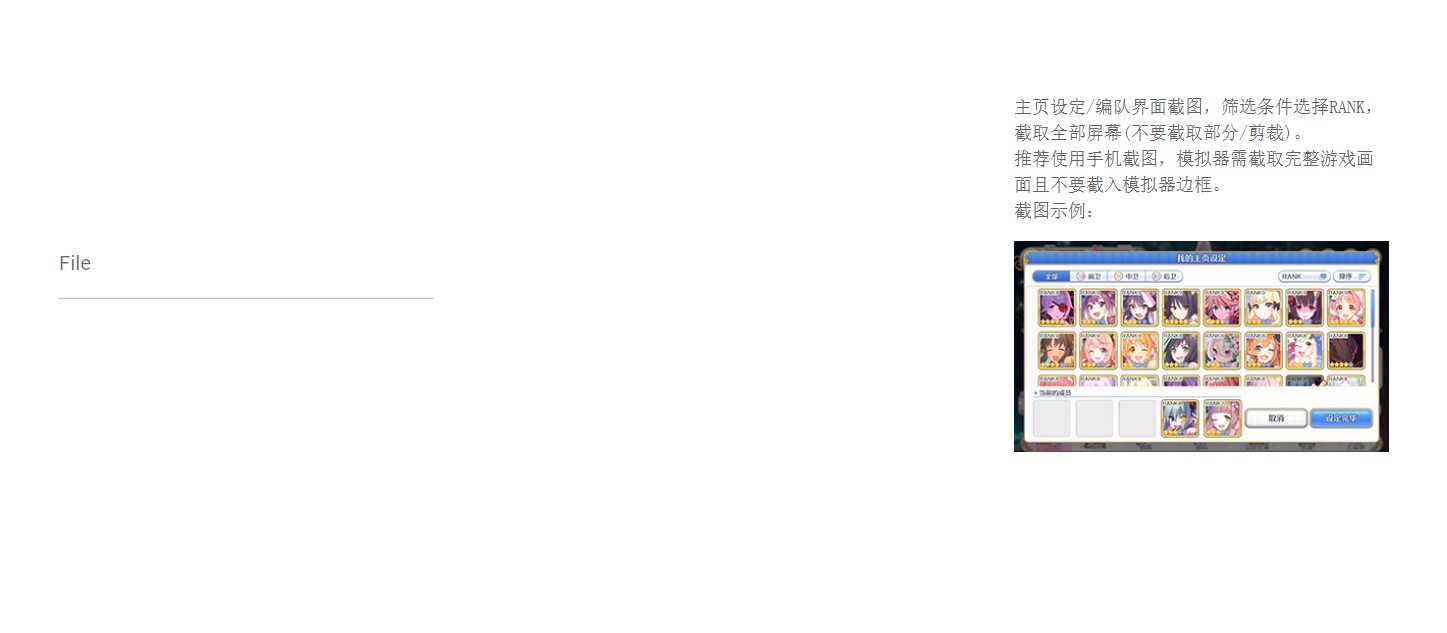 File
主页设定/编队界面截图，筛选条件选择RANK，
截取全部屏幕(不要截取部分/剪裁)。
推荐使用手机截图，模拟器需截取完整游戏画
面且不要截入模拟器边框。
截图示例：
我的主页设定
全部 前卫 中卫 后卫 RANK 降序
当前的成员
取消 设定完毕